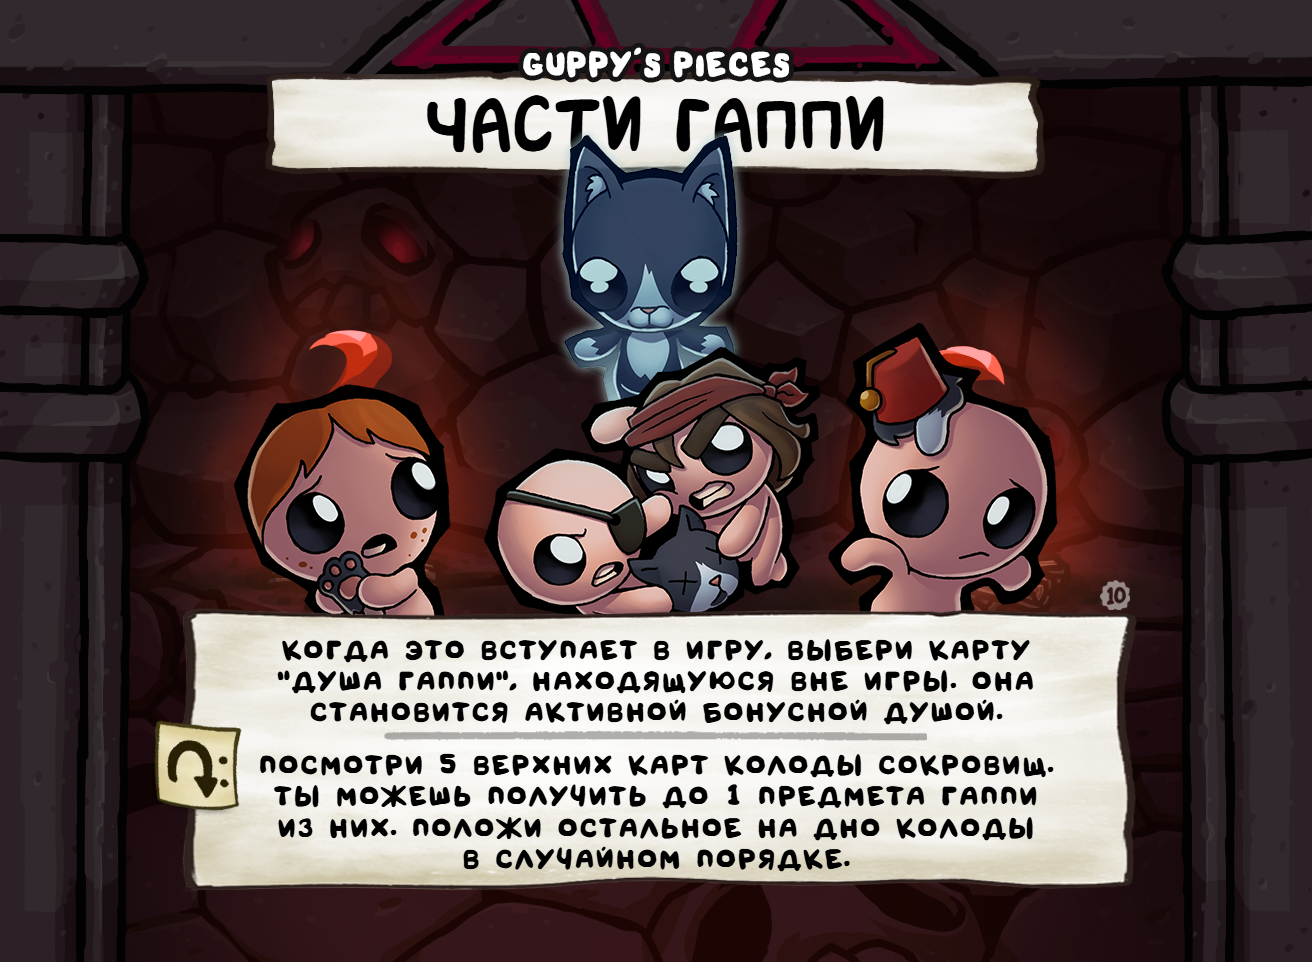 GUPPY'S PIECES
ЧАСТИ ГАППИ
10
КОГДА ЭТО ВСТУПАЕТ В ИГРУ, ВЫБЕРИ КАРТУ
"ДУША ГАППИ", НАХОДЯЩУЮСЯ ВНЕ ИГРЫ. ОНА
СТАНОВИТСЯ АКТИВНОЙ БОНУСНОЙ ДУШОЙ.
ПОСМОТРИ 5 ВЕРХНИХ КАРТ КОЛОДЫ СОКРОВИЩ.
ТЫ МОЖЕШЬ ПОЛУЧИТЬ ДО 1 ПРЕДМЕТА ГАППИ
ИЗ НИХ. ПОЛОЖИ ОСТАЛЬНОЕ НА ДНО КОЛОДЫ
В СЛУЧАЙНОМ ПОРЯДКЕ.